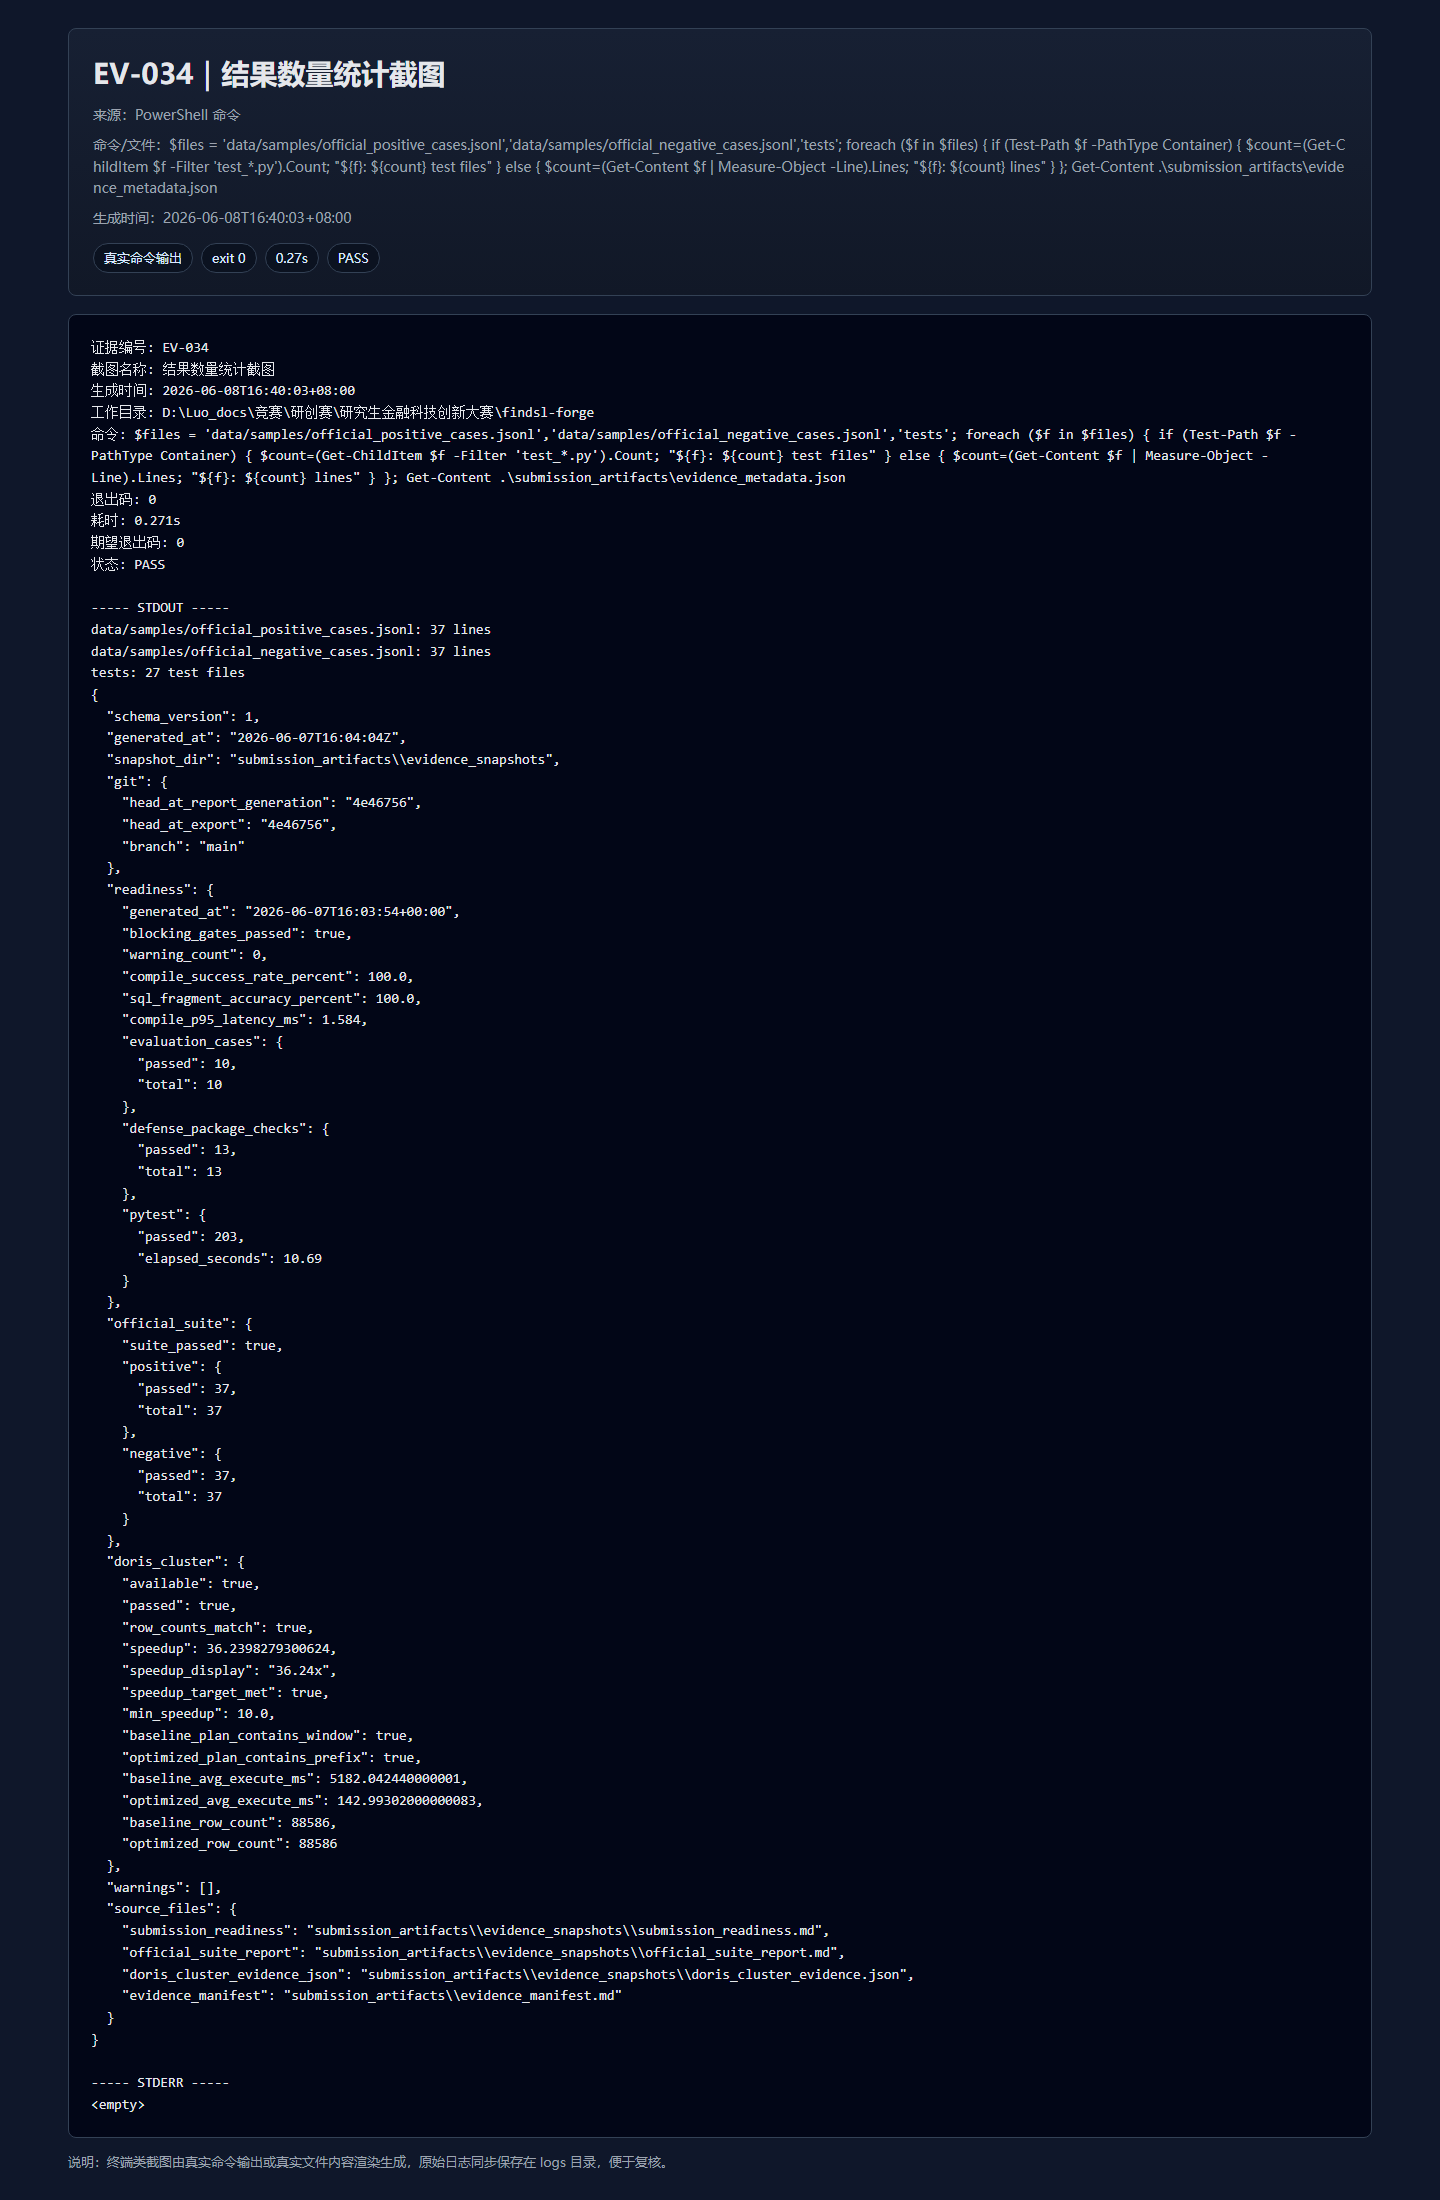 EV-034｜结果数量统计截图
来源：PowerShell 命令
命令/文件：$files = 'data/samples/official_positive_cases.jsonl','data/samples/official_negative_cases.jsonl','tests'; foreach ($f in $files) { if (Test-Path $f -PathType Container) { $count=(Get-C
hildItem $f -Filter 'test_*.py').Count; "${f}: ${count} test files" } else { $count=(Get-Content $f | Measure-Object -Line).Lines; "${f}: ${count} lines" } }; Get-Content .\submission_artifacts\evide
nce_metadata.json
生成时间：2026-06-08T16:40:03+08:00
真实命令输出 exit 0 0.27s PASS
证据编号: EV-034
截图名称: 结果数量统计截图
生成时间: 2026-06-08T16:40:03+08:00
工作目录: D:\Luo_docs\竞赛\研创赛\研究生金融科技创新大赛\findsl-forge
命令: $files = 'data/samples/official_positive_cases.jsonl','data/samples/official_negative_cases.jsonl','tests'; foreach ($f in $files) { if (Test-Path $f -
PathType Container) { $count=(Get-ChildItem $f -Filter 'test_*.py').Count; "${f}: ${count} test files" } else { $count=(Get-Content $f | Measure-Object -
Line).Lines; "${f}: ${count} lines" } }; Get-Content .\submission_artifacts\evidence_metadata.json
退出码: 0
耗时: 0.271s
期望退出码: 0
状态: PASS
----- STDOUT -----
data/samples/official_positive_cases.jsonl: 37 lines
data/samples/official_negative_cases.jsonl: 37 lines
tests: 27 test files
{
  "schema_version": 1,
  "generated_at": "2026-06-07T16:04:04Z",
  "snapshot_dir": "submission_artifacts\\evidence_snapshots",
  "git": {
    "head_at_report_generation": "4e46756",
    "head_at_export": "4e46756",
    "branch": "main"
  },
  "readiness": {
    "generated_at": "2026-06-07T16:03:54+00:00",
    "blocking_gates_passed": true,
    "warning_count": 0,
    "compile_success_rate_percent": 100.0,
    "sql_fragment_accuracy_percent": 100.0,
    "compile_p95_latency_ms": 1.584,
    "evaluation_cases": {
      "passed": 10,
      "total": 10
    },
    "defense_package_checks": {
      "passed": 13,
      "total": 13
    },
    "pytest": {
      "passed": 203,
      "elapsed_seconds": 10.69
    }
  },
  "official_suite": {
    "suite_passed": true,
    "positive": {
      "passed": 37,
      "total": 37
    },
    "negative": {
      "passed": 37,
      "total": 37
    }
  },
  "doris_cluster": {
    "available": true,
    "passed": true,
    "row_counts_match": true,
    "speedup": 36.2398279300624,
    "speedup_display": "36.24x",
    "speedup_target_met": true,
    "min_speedup": 10.0,
    "baseline_plan_contains_window": true,
    "optimized_plan_contains_prefix": true,
    "baseline_avg_execute_ms": 5182.042440000001,
    "optimized_avg_execute_ms": 142.99302000000083,
    "baseline_row_count": 88586,
    "optimized_row_count": 88586
  },
  "warnings": [],
  "source_files": {
    "submission_readiness": "submission_artifacts\\evidence_snapshots\\submission_readiness.md",
    "official_suite_report": "submission_artifacts\\evidence_snapshots\\official_suite_report.md",
    "doris_cluster_evidence_json": "submission_artifacts\\evidence_snapshots\\doris_cluster_evidence.json",
    "evidence_manifest": "submission_artifacts\\evidence_manifest.md"
  }
}
----- STDERR -----
<empty>
说明：终端类截图由真实命令输出或真实文件内容渲染生成，原始日志同步保存在 logs 目录，便于复核。